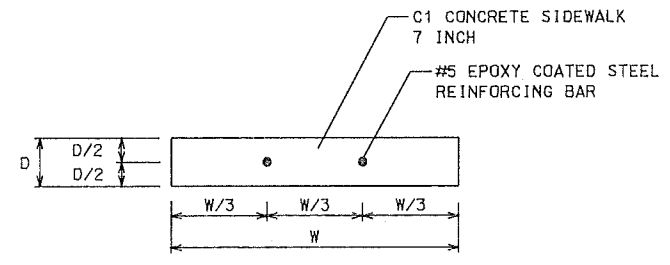 C1 CONCRETE SIDEWALK
7 INCH
#5 EPOXY COATED STEEL
REINFORCING BAR
D
D/2
D/2
W/3
W/3
W/3
W